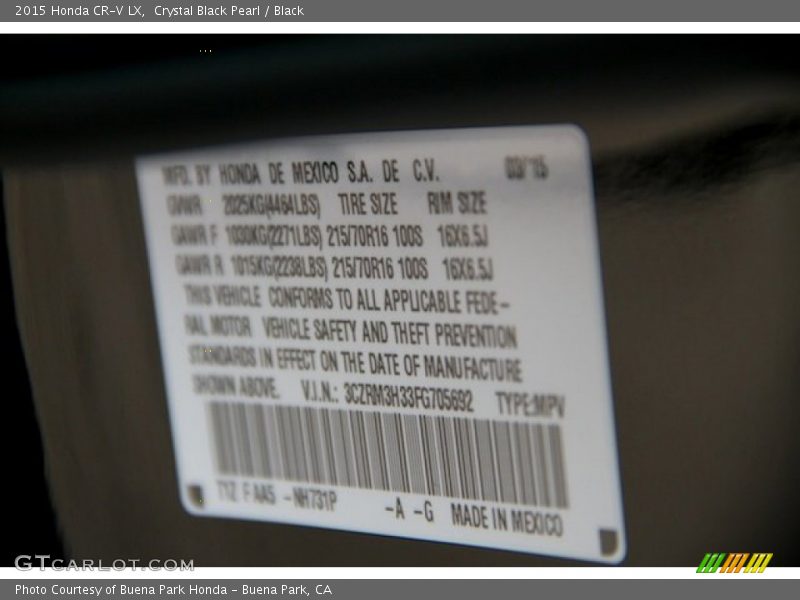 2015 Honda CR-V LX,  Crystal Black Pearl / Black
MFD. BY HONDA DE MEXICO S.A. DE C.V. 03/15
GVWR 2025KG(4464LBS) TIRE SIZE RIM SIZE
GAWR F 1030KG(2271LBS) 215/70R16 100S 16X6.5J
GAWR R 1015KG(2238LBS) 215/70R16 100S 16X6.5J
THIS VEHICLE CONFORMS TO ALL APPLICABLE FEDE-
RAL MOTOR VEHICLE SAFETY AND THEFT PREVENTION
STANDARDS IN EFFECT ON THE DATE OF MANUFACTURE
SHOWN ABOVE. V.I.N.: 3CZRM3H33FG705692 TYPE:MPV
T1Z F AA5 -NH731P -A -G MADE IN MEXICO
GTCARLOT.COM
Photo Courtesy of Buena Park Honda - Buena Park, CA